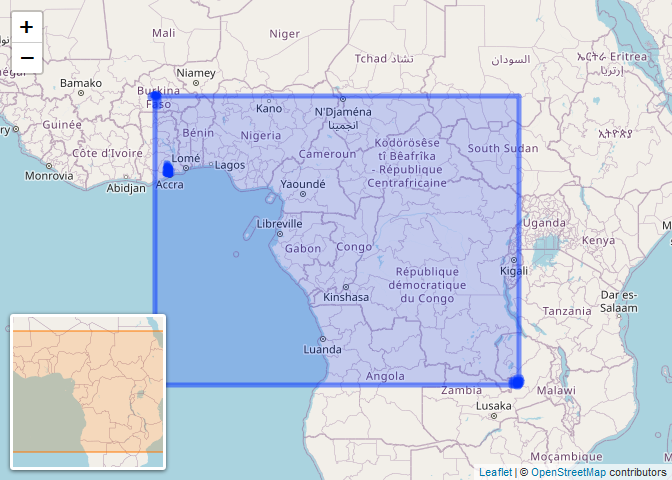 +
−
Mali
Niger
Tchad تشاد
السودان
ኤርትራ Eritrea
إرتريا
Bamako
Niamey
Burkina
Faso
Kano
N'Djaména
انجمينا
Guinée
Bénin
Nigeria
Côte d'Ivoire
Cameroun
Ködörösêse
tî Bêafrîka
- République
Centrafricaine
South Sudan
Monrovia
Abidjan
Accra
Lomé
Lagos
Yaoundé
Libreville
Gabon
Congo
Uganda
Kenya
Kigali
République
démocratique
du Congo
Kinshasa
Dar es-
Salaam
Tanzania
Luanda
Angola
Zambia
Malawi
Lusaka
Moçambique
Leaflet | © OpenStreetMap contributors